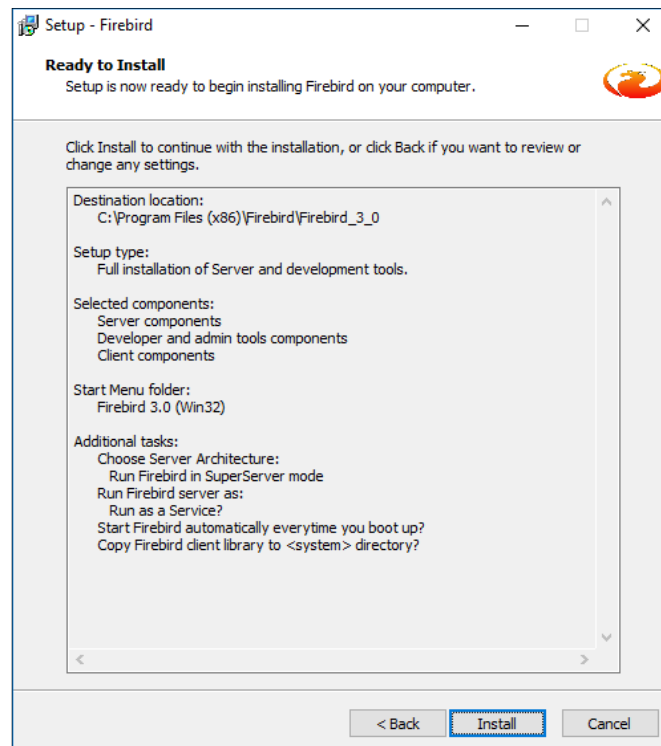 Setup - Firebird
Ready to Install
Setup is now ready to begin installing Firebird on your computer.
Click Install to continue with the installation, or click Back if you want to review or
change any settings.
Destination location:
C:\Program Files (x86)\Firebird\Firebird_3_0
Setup type:
Full installation of Server and development tools.
Selected components:
Server components
Developer and admin tools components
Client components
Start Menu folder:
Firebird 3.0 (Win32)
Additional tasks:
Choose Server Architecture:
Run Firebird in SuperServer mode
Run Firebird server as:
Run as a Service?
Start Firebird automatically everytime you boot up?
Copy Firebird client library to <system> directory?
< Back Install Cancel